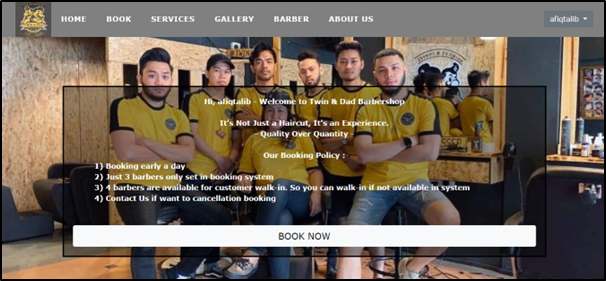 HOME BOOK SERVICES GALLERY BARBER ABOUT US afiqtalib
Hi, afiqtalib - Welcome to Twin & Dad Barbershop
It's Not Just a Haircut, It's an Experience.
Quality Over Quantity -
Our Booking Policy :
1) Booking early a day
2) Just 3 barbers only set in booking system
3) 4 barbers are available for customer walk-in. So you can walk-in if not available in system
4) Contact Us if want to cancellation booking
BOOK NOW